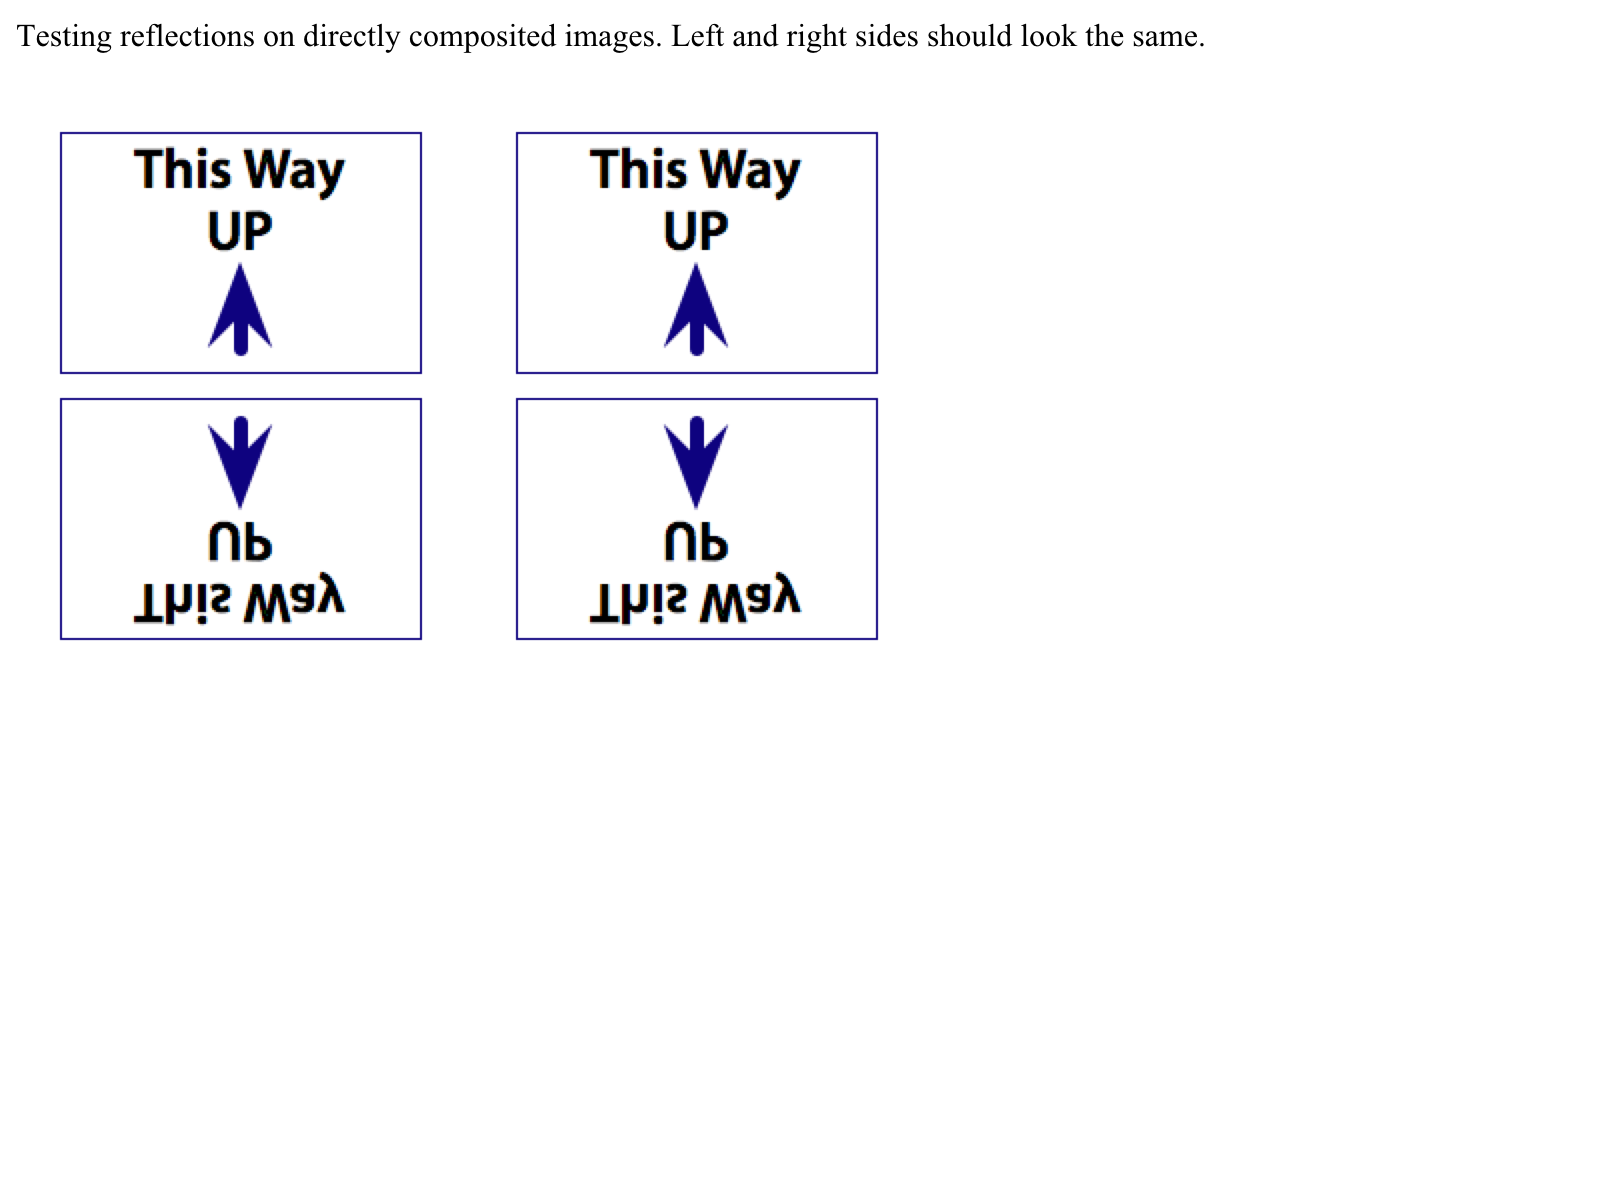 Testing reflections on directly composited images. Left and right sides should look the same.
This Way
UP
This Way
UP
UP
This Way
UP
This Way